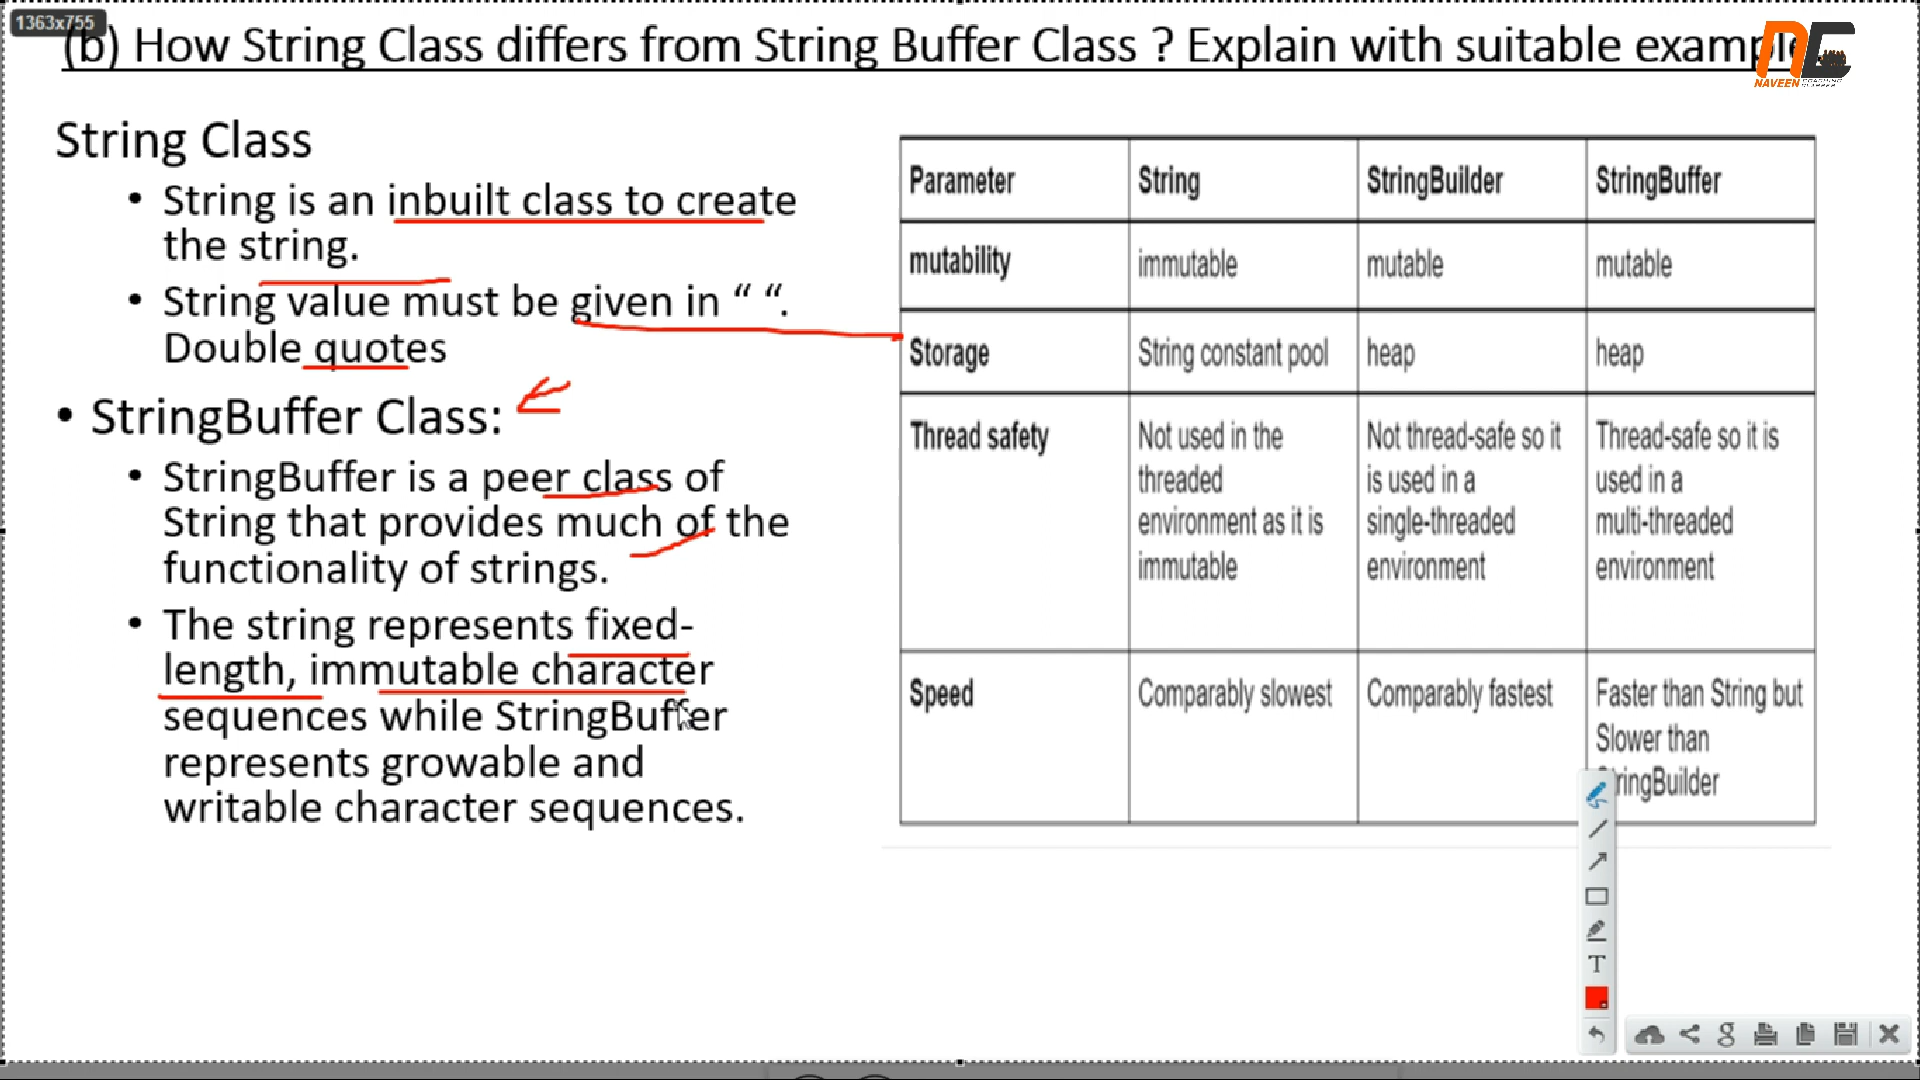 1363x755
(b) How String Class differs from String Buffer Class ? Explain with suitable example
NAVEEN
String Class
• String is an inbuilt class to create
the string.
• String value must be given in “ “.
Double quotes
• StringBuffer Class:
• StringBuffer is a peer class of
String that provides much of the
functionality of strings.
• The string represents fixed-
length, immutable character
sequences while StringBuffer
represents growable and
writable character sequences.
Parameter String StringBuilder StringBuffer
mutability immutable mutable mutable
Storage String constant pool heap heap
Thread safety Not used in the Not thread-safe so it Thread-safe so it is
threaded is used in a used in a
environment as it is single-threaded multi-threaded
immutable environment environment
Speed Comparably slowest Comparably fastest Faster than String but
Slower than
StringBuilder
T
g